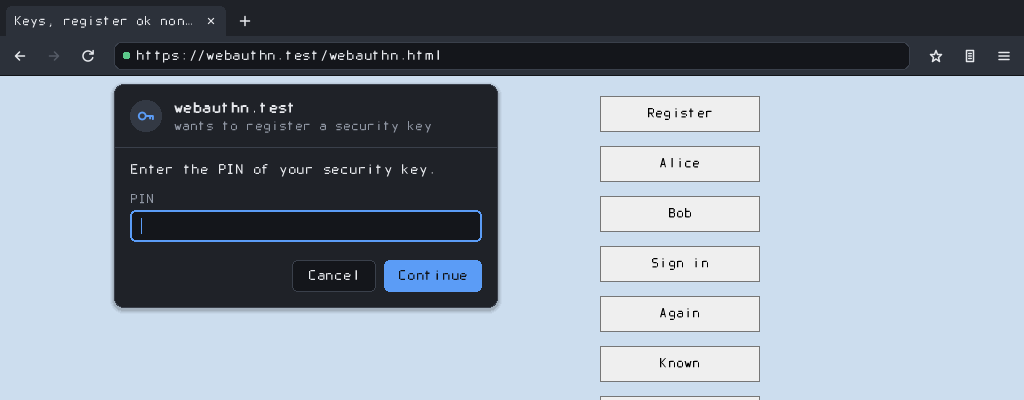 Keys, register ok non…
https://webauthn.test/webauthn.html
webauthn.test
wants to register a security key
Enter the PIN of your security key.
PIN
Cancel
Continue
Register
Alice
Bob
Sign in
Again
Known